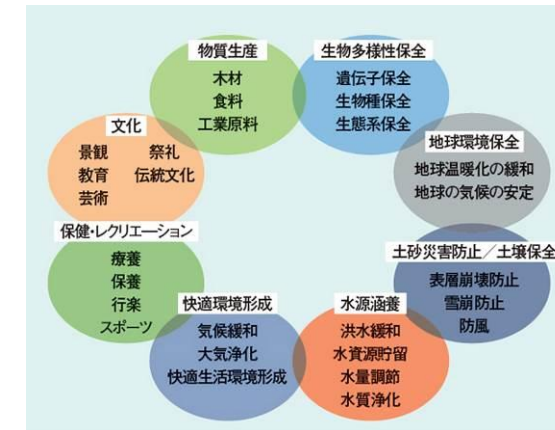 物質生産
木材
食料
工業原料
生物多様性保全
遺伝子保全
生物種保全
生態系保全
地球環境保全
地球温暖化の緩和
地球の気候の安定
土砂災害防止／土壌保全
表層崩壊防止
雪崩防止
防風
水源涵養
洪水緩和
水資源貯留
水量調節
水質浄化
快適環境形成
気候緩和
大気浄化
快適生活環境形成
保健・レクリエーション
療養
保養
行楽
スポーツ
文化
景観 祭礼
教育 伝統文化
芸術